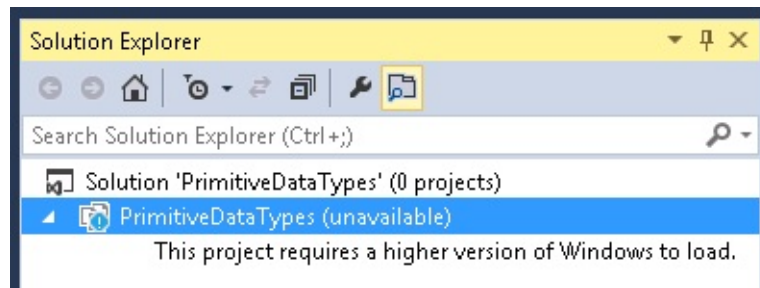 Solution Explorer
Search Solution Explorer (Ctrl+;)
Solution 'PrimitiveDataTypes' (0 projects)
PrimitiveDataTypes (unavailable)
This project requires a higher version of Windows to load.